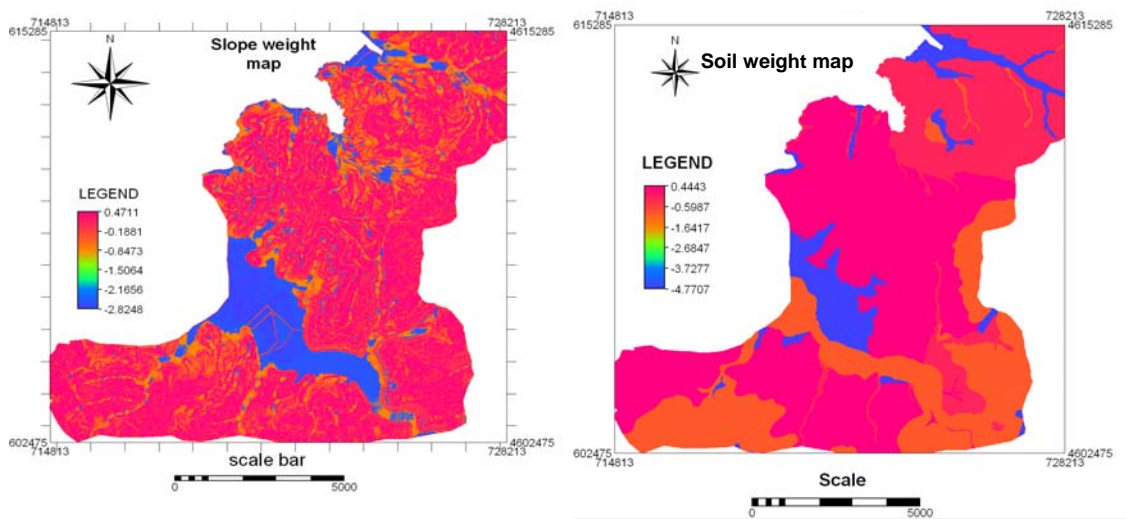 714813 728213
615285 4615285
N
Slope weight
map
LEGEND
0.4711
-0.1881
-0.8473
-1.5064
-2.1656
-2.8248
602475 4602475
714813 728213
scale bar
0 5000
714813 728213
615285 4615285
N
Soil weight map
LEGEND
0.4443
-0.5987
-1.6417
-2.6847
-3.7277
-4.7707
602475 4602475
714813 728213
Scale
0 5000